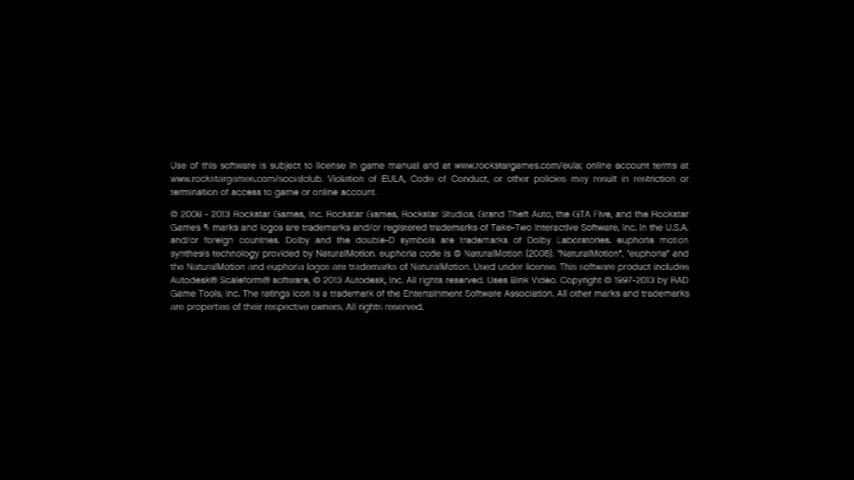 Use of this software is subject to license in game manual and at www.rockstargames.com/eula; online account terms at
www.rockstargames.com/socialclub. Violation of EULA, Code of Conduct, or other policies may result in restriction or
termination of access to game or online account.
© 2008 - 2013 Rockstar Games, Inc. Rockstar Games, Rockstar Studios, Grand Theft Auto, the GTA Five, and the Rockstar
Games ¶ marks and logos are trademarks and/or registered trademarks of Take-Two Interactive Software, Inc. in the U.S.A.
and/or foreign countries. Dolby and the double-D symbols are trademarks of Dolby Laboratories. euphoria motion
synthesis technology provided by NaturalMotion. euphoria code is © NaturalMotion (2008). "NaturalMotion", "euphoria" and
the NaturalMotion and euphoria logos are trademarks of NaturalMotion. Used under license. This software product includes
Autodesk® Scaleform® software, © 2013 Autodesk, Inc. All rights reserved. Uses Bink Video. Copyright © 1997-2013 by RAD
Game Tools, Inc. The ratings icon is a trademark of the Entertainment Software Association. All other marks and trademarks
are properties of their respective owners. All rights reserved.